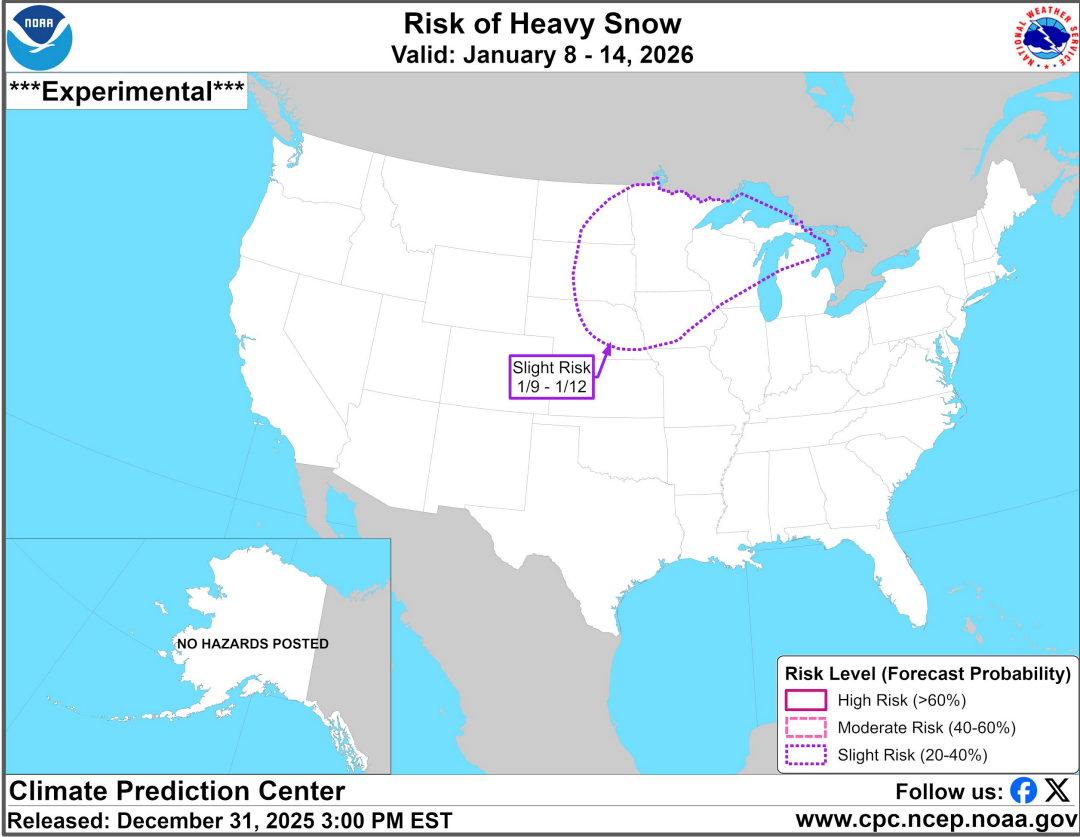 NOAA
Risk of Heavy Snow
Valid: January 8 - 14, 2026
NATIONAL WEATHER SERVICE
***Experimental***
Slight Risk
1/9 - 1/12
NO HAZARDS POSTED
Risk Level (Forecast Probability)
High Risk (>60%)
Moderate Risk (40-60%)
Slight Risk (20-40%)
Climate Prediction Center
Follow us:
Released: December 31, 2025 3:00 PM EST
www.cpc.ncep.noaa.gov